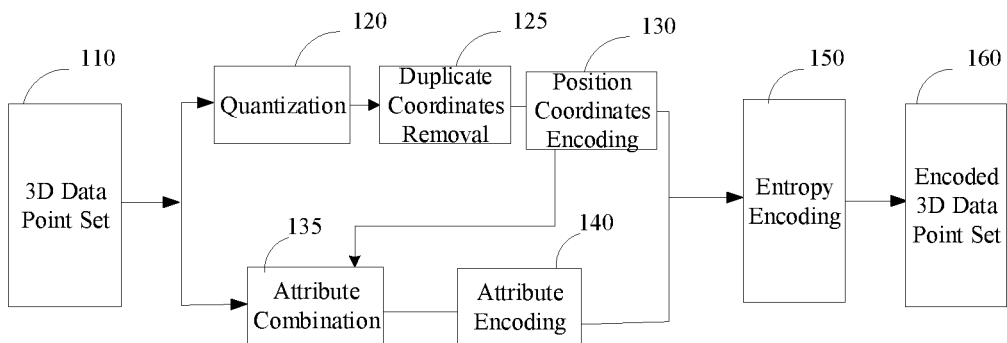 110
3D Data
Point Set
120
Quantization
125
Duplicate
Coordinates
Removal
130
Position
Coordinates
Encoding
135
Attribute
Combination
140
Attribute
Encoding
150
Entropy
Encoding
160
Encoded
3D Data
Point Set